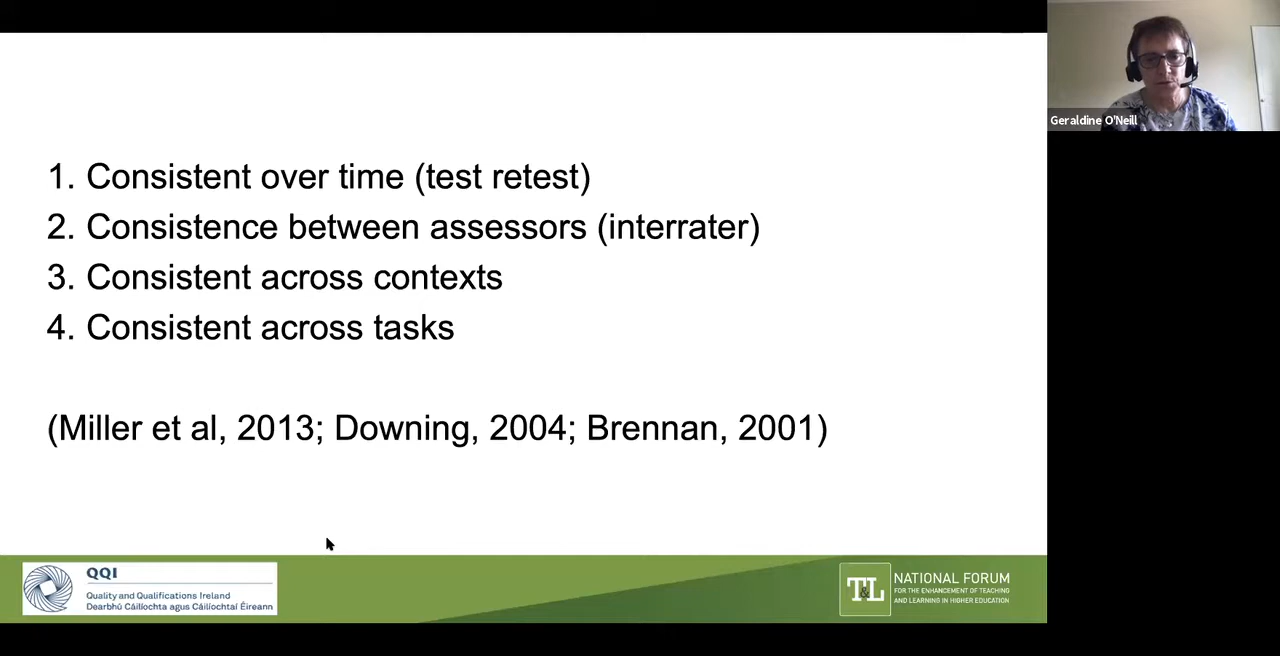 1. Consistent over time (test retest)
2. Consistence between assessors (interrater)
3. Consistent across contexts
4. Consistent across tasks
(Miller et al, 2013; Downing, 2004; Brennan, 2001)
Geraldine O'Neill
QQI
Quality and Qualifications Ireland
Dearbhú Cáilíochta agus Cáilíochtaí Éireann
T&L
NATIONAL FORUM
FOR THE ENHANCEMENT OF TEACHING
AND LEARNING IN HIGHER EDUCATION